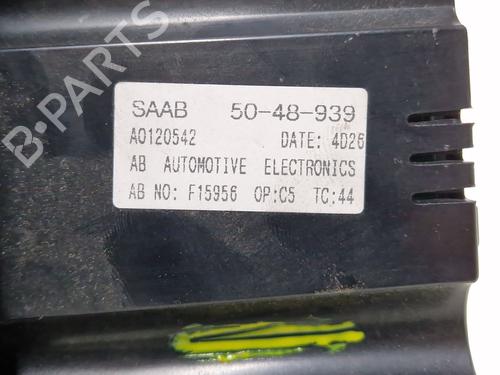 B-PARTS
SAAB 50-48-939
A0120542 DATE: 4D26
AB AUTOMOTIVE ELECTRONICS
AB NO: F15956 OP:C5 TC:44